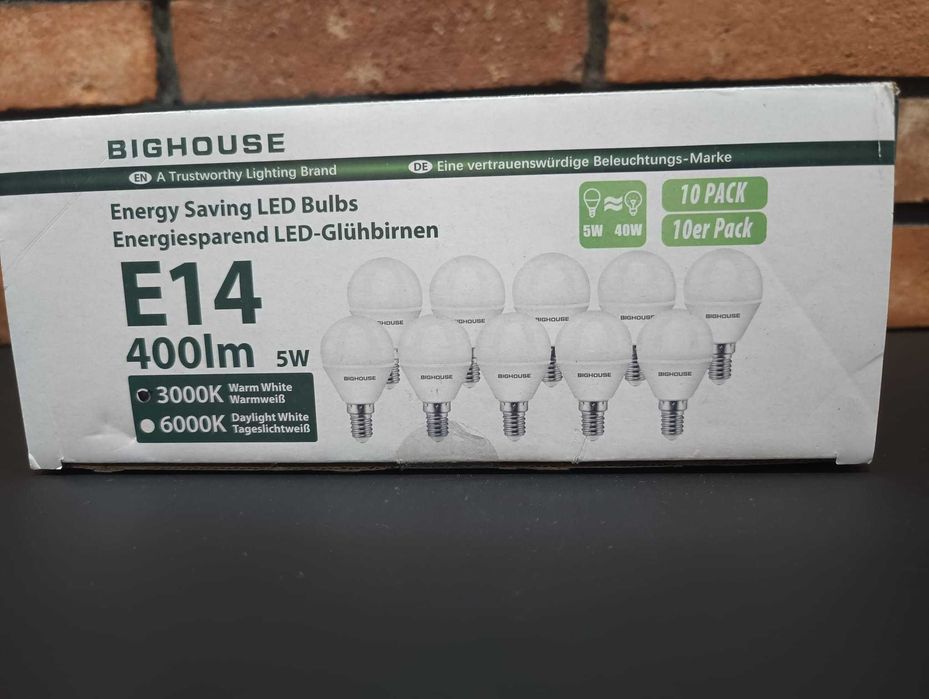 BIGHOUSE
EN A Trustworthy Lighting Brand
DE Eine vertrauenswürdige Beleuchtungs-Marke
Energy Saving LED Bulbs
Energiesparend LED-Glühbirnen
5W 40W
10 PACK
10er Pack
E14
400lm 5W
3000K Warm White
Warmweiß
6000K Daylight White
Tageslichtweiß
BIGHOUSE
BIGHOUSE
BIGHOUSE
BIGHOUSE
BIGHOUSE
BIGHOUSE
BIGHOUSE
BIGHOUSE
BIGHOUSE
BIGHOUSE